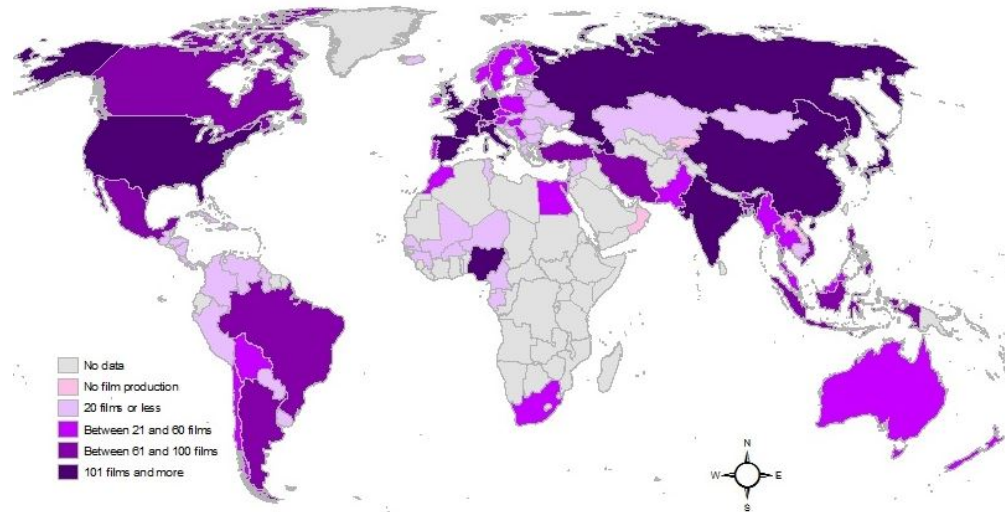 No data
No film production
20 films or less
Between 21 and 60 films
Between 61 and 100 films
101 films and more
N
W E
S